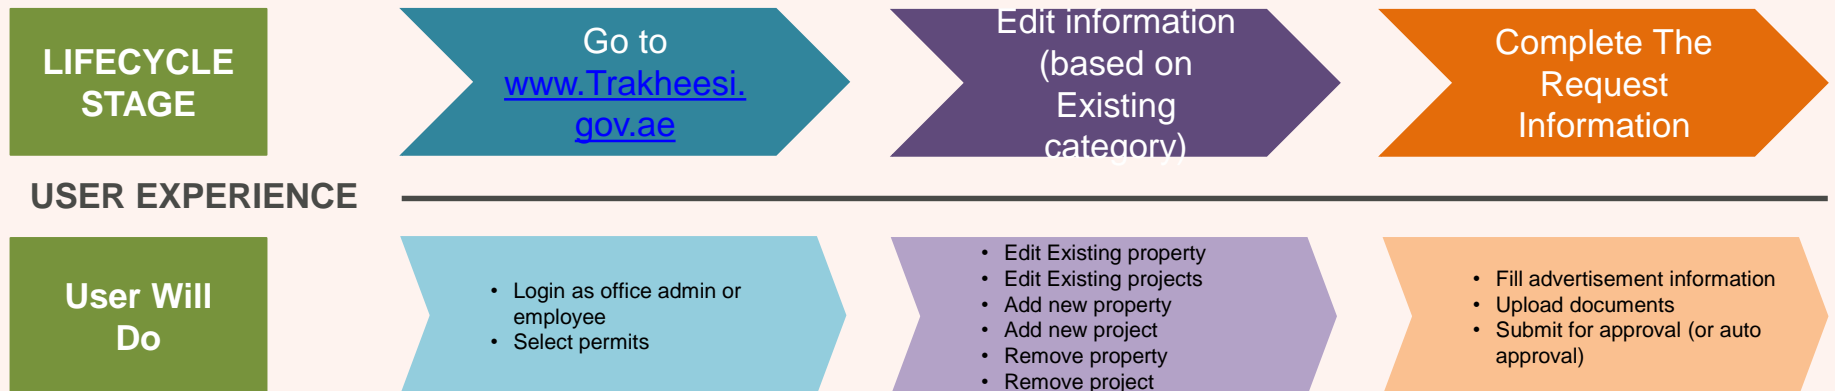 LIFECYCLE
STAGE
Go to
www.Trakheesi.
gov.ae
Edit information
(based on
Existing
category)
Complete The
Request
Information
USER EXPERIENCE
User Will
Do
• Login as office admin or
employee
• Select permits
• Edit Existing property
• Edit Existing projects
• Add new property
• Add new project
• Remove property
• Remove project
• Fill advertisement information
• Upload documents
• Submit for approval (or auto
approval)